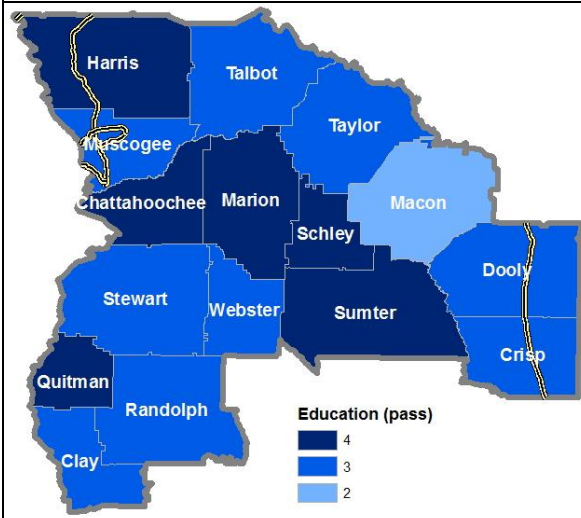 Harris
Talbot
Taylor
Muscogee
Chattahoochee
Marion
Macon
Schley
Dooly
Stewart
Webster
Sumter
Crisp
Quitman
Randolph
Clay
Education (pass)
4
3
2